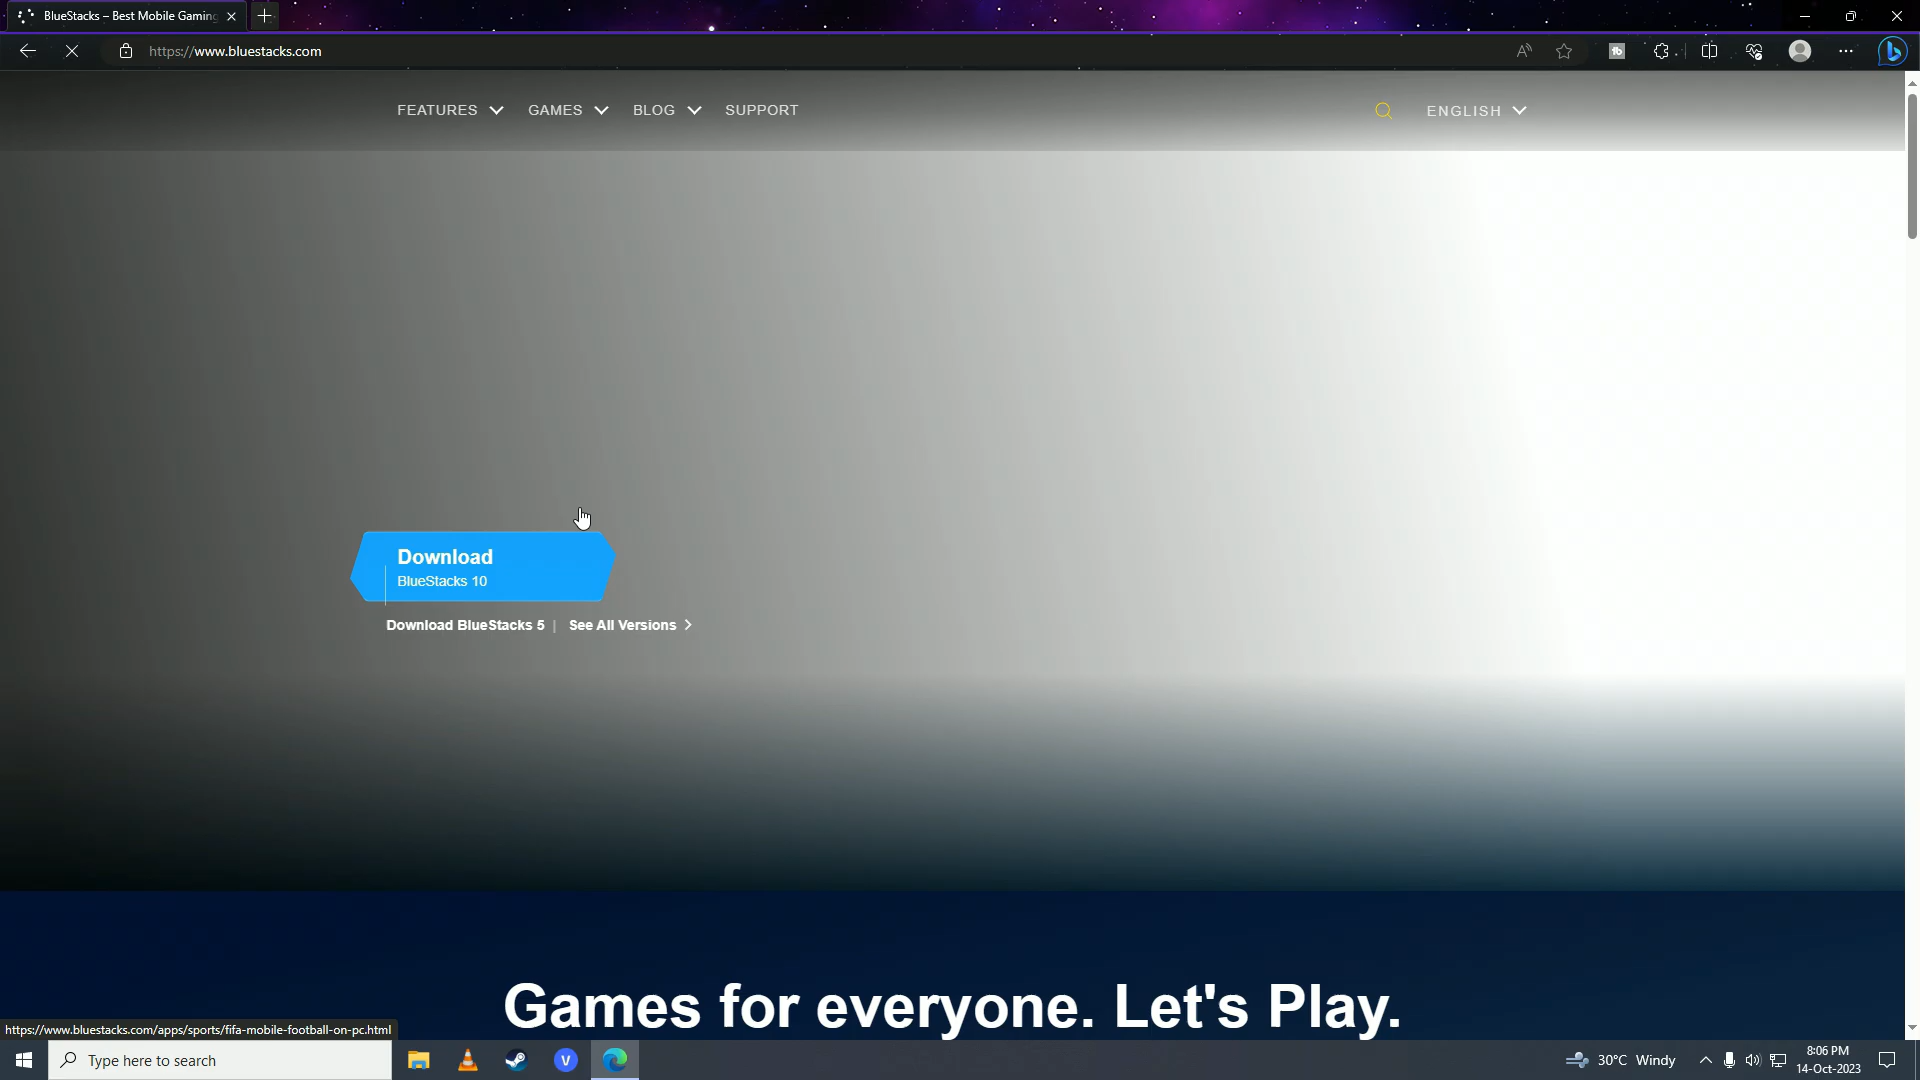 BlueStacks – Best Mobile Gaming
https://www.bluestacks.com
FEATURES GAMES BLOG SUPPORT ENGLISH
Download
BlueStacks 10
Download BlueStacks 5 | See All Versions >
Games for everyone. Let's Play.
https://www.bluestacks.com/apps/sports/fifa-mobile-football-on-pc.html
Type here to search
30°C Windy
8:06 PM
14-Oct-2023